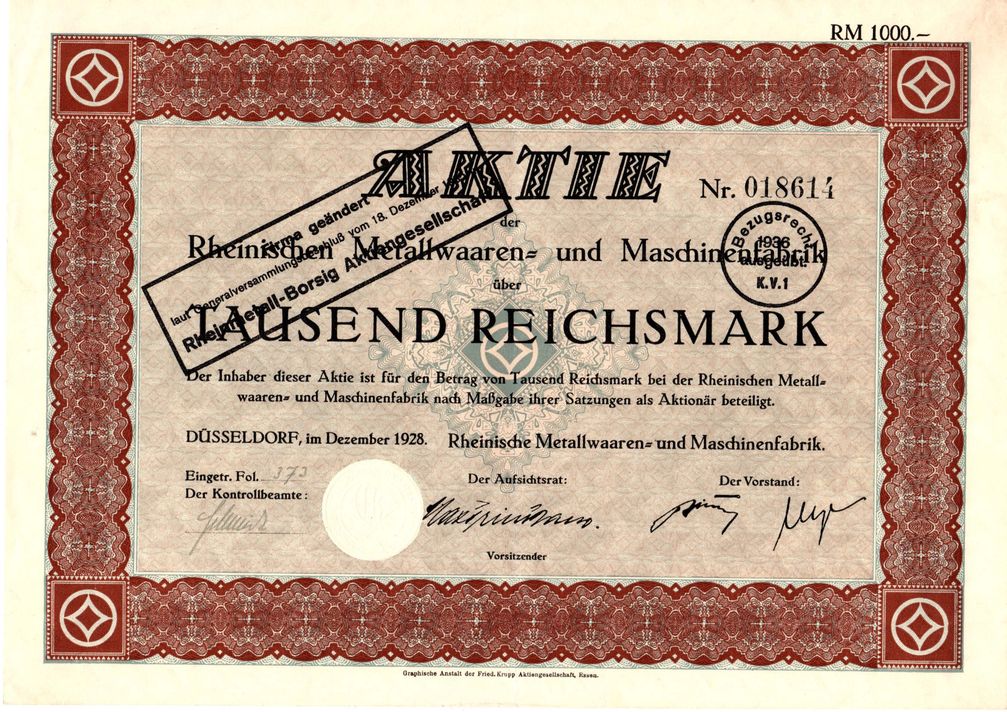 RM 1000.—
AKTIE
Nr. 018614
der
Rheinischen Metallwaaren= und Maschinenfabrik
über
TAUSEND REICHSMARK
Firma geändert
laut Generalversammlungsbeschluß vom 18. Dezember
Rheinmetall-Borsig Aktiengesellschaft
Bezugsrecht
1936
ausgeübt.
K.V.1
Der Inhaber dieser Aktie ist für den Betrag von Tausend Reichsmark bei der Rheinischen Metall=
waaren= und Maschinenfabrik nach Maßgabe ihrer Satzungen als Aktionär beteiligt.
DÜSSELDORF, im Dezember 1928. Rheinische Metallwaaren= und Maschinenfabrik.
Eingetr. Fol. 373
Der Kontrollbeamte:
Der Aufsichtsrat:
Der Vorstand:
Vorsitzender
Graphische Anstalt der Fried. Krupp Aktiengesellschaft, Essen.